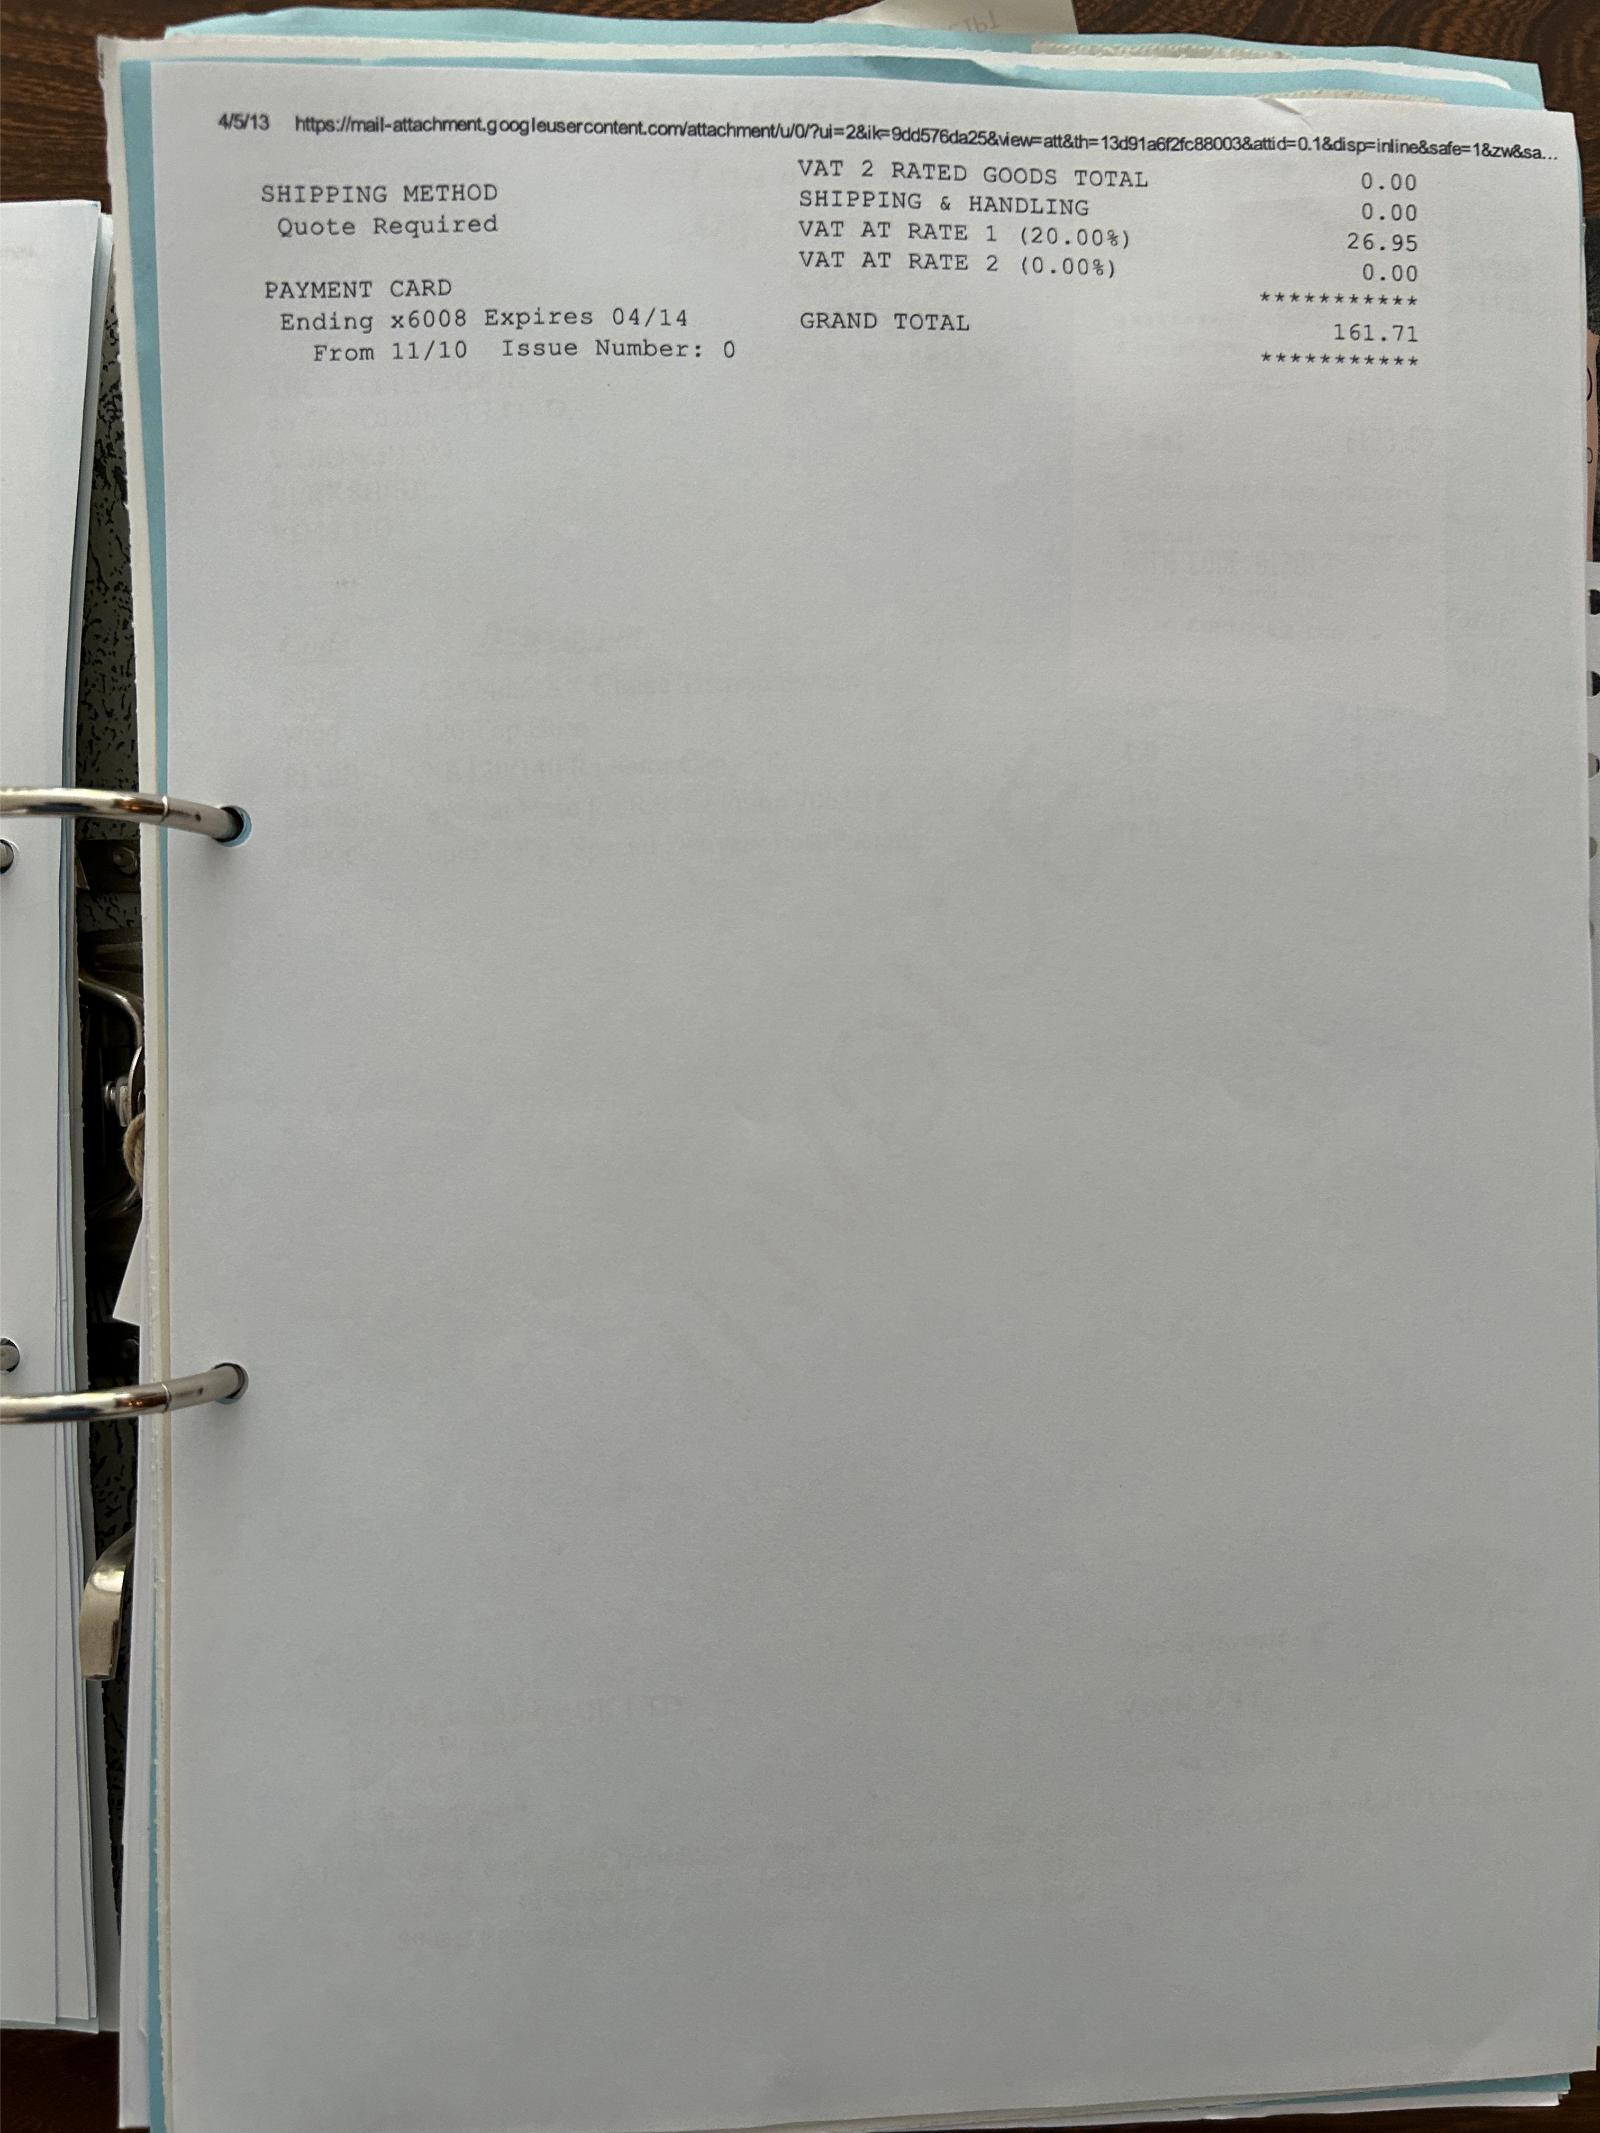 4/5/13 https://mail-attachment.googleusercontent.com/attachment/u/0/?ui=2&ik=9dd576da25&view=att&th=13d91a6f2fc88003&attid=0.1&disp=inline&safe=1&zw&sa...
VAT 2 RATED GOODS TOTAL 0.00
SHIPPING METHOD SHIPPING & HANDLING 0.00
Quote Required VAT AT RATE 1 (20.00%) 26.95
VAT AT RATE 2 (0.00%) 0.00
PAYMENT CARD ***********
Ending x6008 Expires 04/14 GRAND TOTAL 161.71
From 11/10 Issue Number: 0 ***********